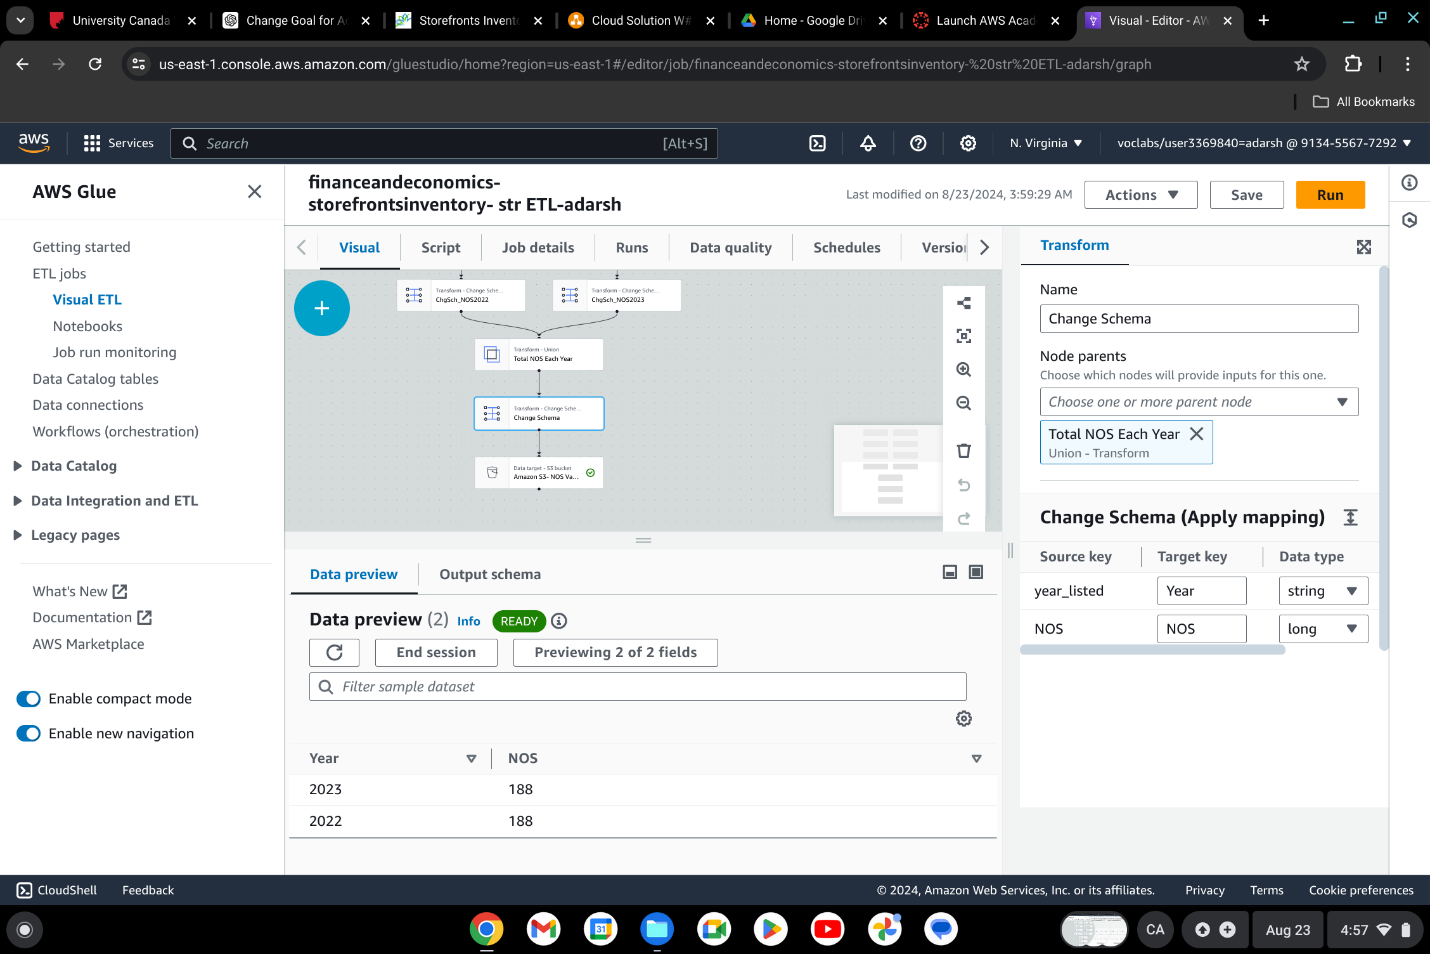 University Canada
Change Goal for A
Storefronts Invent
Cloud Solution W#
Home - Google Dri
Launch AWS Acad
Visual - Editor - AW
us-east-1.console.aws.amazon.com/gluestudio/home?region=us-east-1#/editor/job/financeandeconomics-storefrontsinventory-%20str%20ETL-adarsh/graph
All Bookmarks
aws
Services
Search
[Alt+S]
N. Virginia
voclabs/user3369840=adarsh @ 9134-5567-7292
AWS Glue
Getting started
ETL jobs
Visual ETL
Notebooks
Job run monitoring
Data Catalog tables
Data connections
Workflows (orchestration)
Data Catalog
Data Integration and ETL
Legacy pages
What's New
Documentation
AWS Marketplace
Enable compact mode
Enable new navigation
financeandeconomics-
storefrontsinventory- str ETL-adarsh
Last modified on 8/23/2024, 3:59:29 AM
Actions
Save
Run
Visual
Script
Job details
Runs
Data quality
Schedules
Versio
Transform - Change Sche...
ChgSch_NOS2022
Transform - Change Sche...
ChgSch_NOS2023
Transform - Union
Total NOS Each Year
Transform - Change Sche...
Change Schema
Data target - S3 bucket
Amazon S3- NOS Va...
Data preview
Output schema
Data preview (2) Info READY
End session
Previewing 2 of 2 fields
Filter sample dataset
Year NOS
2023 188
2022 188
Transform
Name
Change Schema
Node parents
Choose which nodes will provide inputs for this one.
Choose one or more parent node
Total NOS Each Year
Union - Transform
Change Schema (Apply mapping)
Source key Target key Data type
year_listed Year string
NOS NOS long
CloudShell
Feedback
© 2024, Amazon Web Services, Inc. or its affiliates.
Privacy
Terms
Cookie preferences
31
CA
Aug 23
4:57